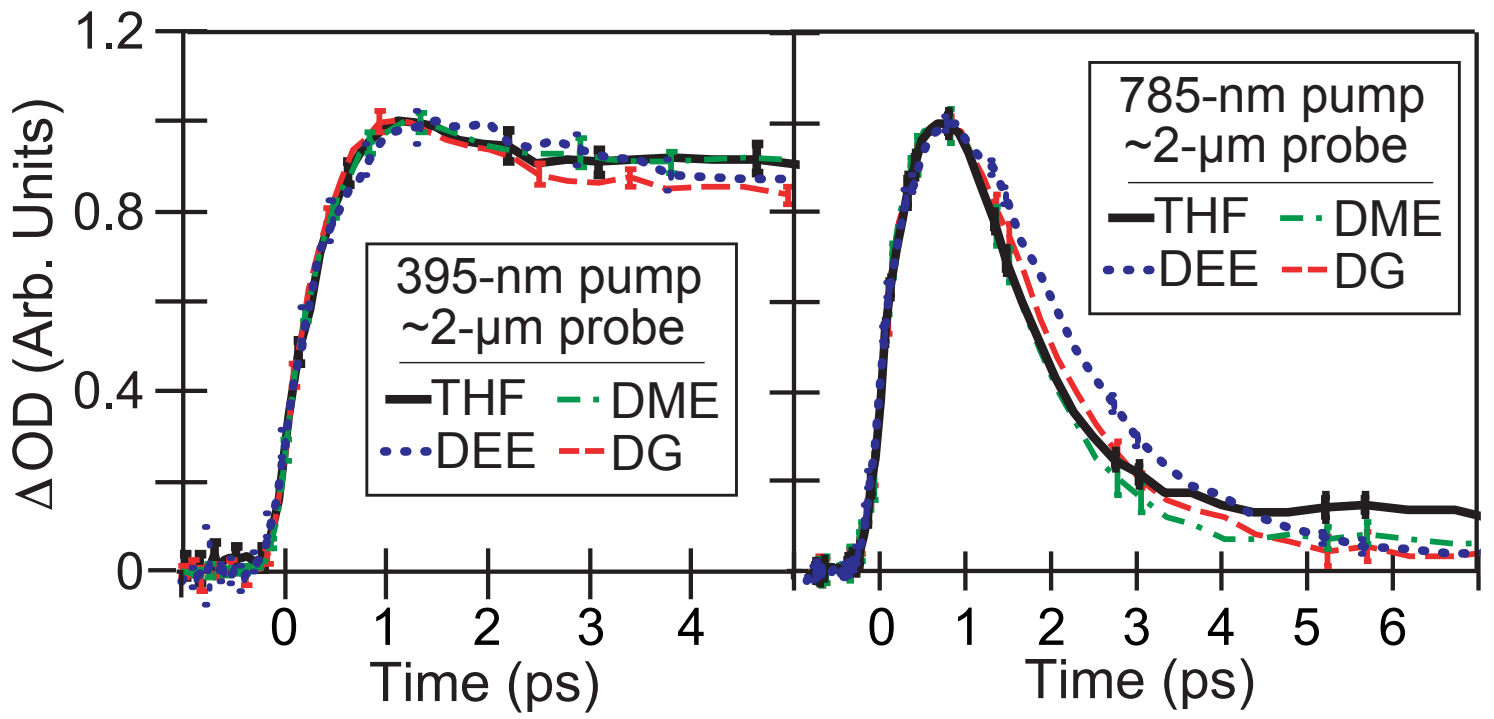 ΔOD (Arb. Units)
1.2
0.8
0.4
0
395-nm pump
~2-μm probe
THF DME
DEE DG
0 1 2 3 4
Time (ps)
785-nm pump
~2-μm probe
THF DME
DEE DG
0 1 2 3 4 5 6
Time (ps)